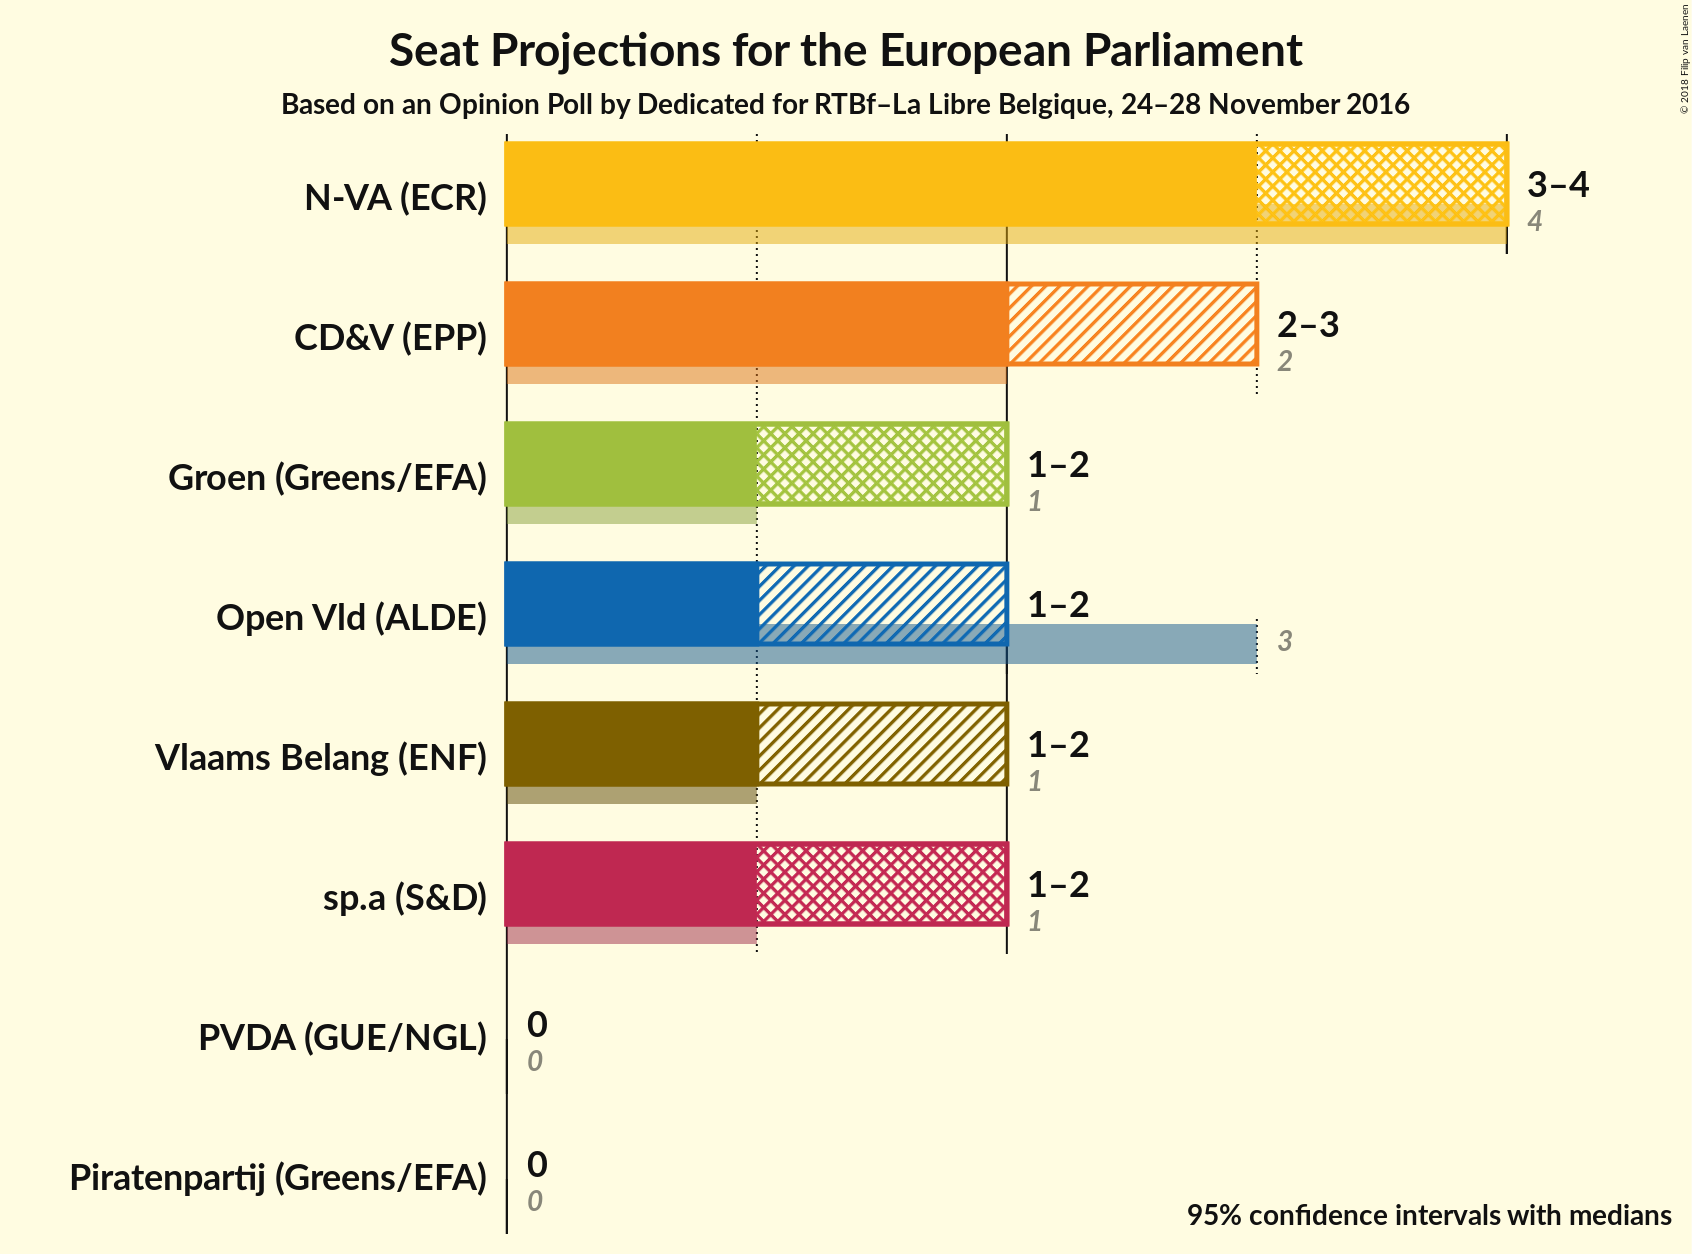 Seat Projections for the European Parliament
Based on an Opinion Poll by Dedicated for RTBf–La Libre Belgique, 24–28 November 2016
© 2018 Filip van Laenen
N-VA (ECR)
3–4
4
CD&V (EPP)
2–3
2
Groen (Greens/EFA)
1–2
1
Open Vld (ALDE)
1–2
3
Vlaams Belang (ENF)
1–2
1
sp.a (S&D)
1–2
1
PVDA (GUE/NGL)
0
0
Piratenpartij (Greens/EFA)
0
0
95% confidence intervals with medians